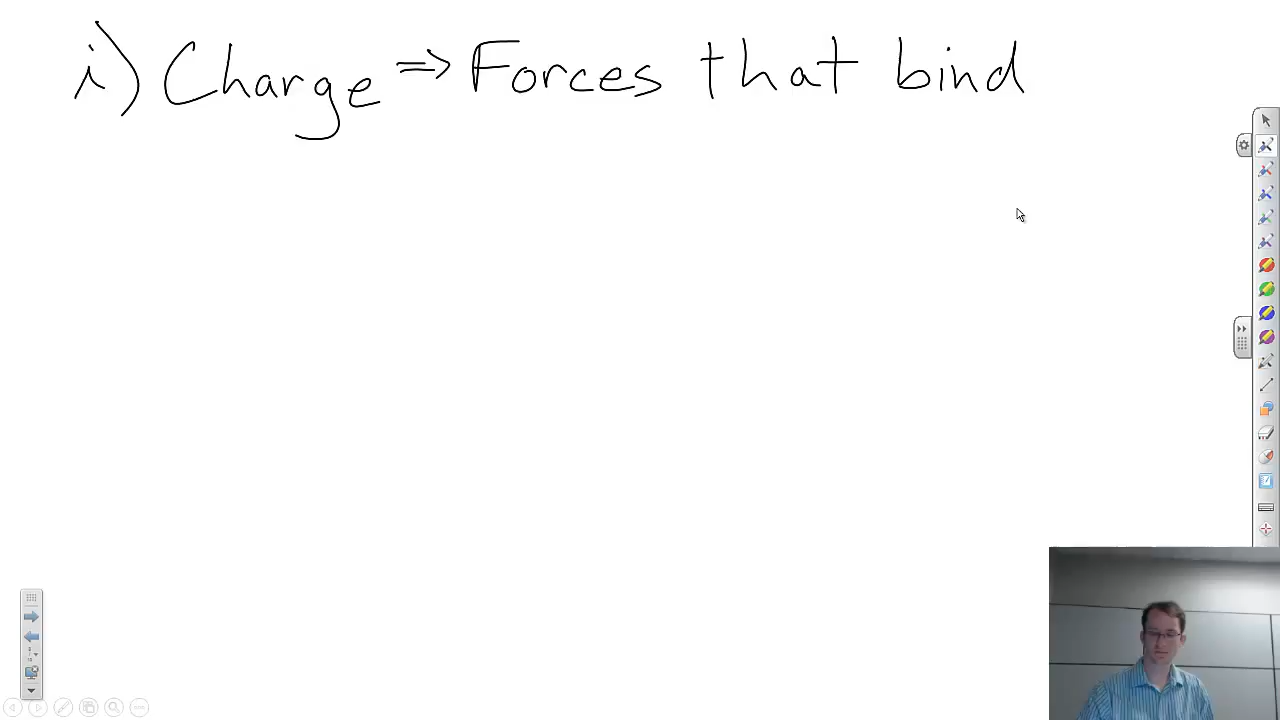 i) Charge ⇒ Forces that bind